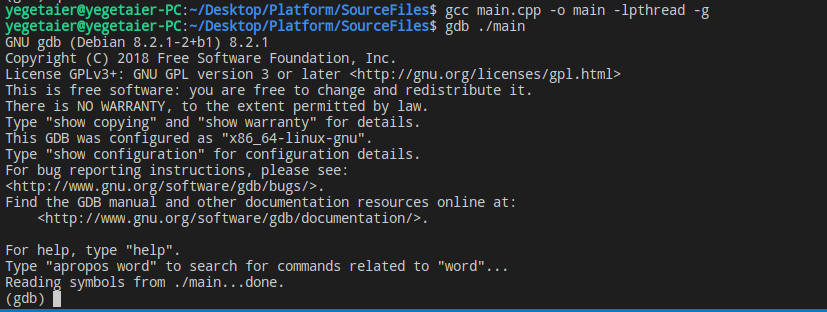 yegetaier@yegetaier-PC:~/Desktop/Platform/SourceFiles$ gcc main.cpp -o main -lpthread -g
yegetaier@yegetaier-PC:~/Desktop/Platform/SourceFiles$ gdb ./main
GNU gdb (Debian 8.2.1-2+b1) 8.2.1
Copyright (C) 2018 Free Software Foundation, Inc.
License GPLv3+: GNU GPL version 3 or later <http://gnu.org/licenses/gpl.html>
This is free software: you are free to change and redistribute it.
There is NO WARRANTY, to the extent permitted by law.
Type "show copying" and "show warranty" for details.
This GDB was configured as "x86_64-linux-gnu".
Type "show configuration" for configuration details.
For bug reporting instructions, please see:
<http://www.gnu.org/software/gdb/bugs/>.
Find the GDB manual and other documentation resources online at:
    <http://www.gnu.org/software/gdb/documentation/>.

For help, type "help".
Type "apropos word" to search for commands related to "word"...
Reading symbols from ./main...done.
(gdb)